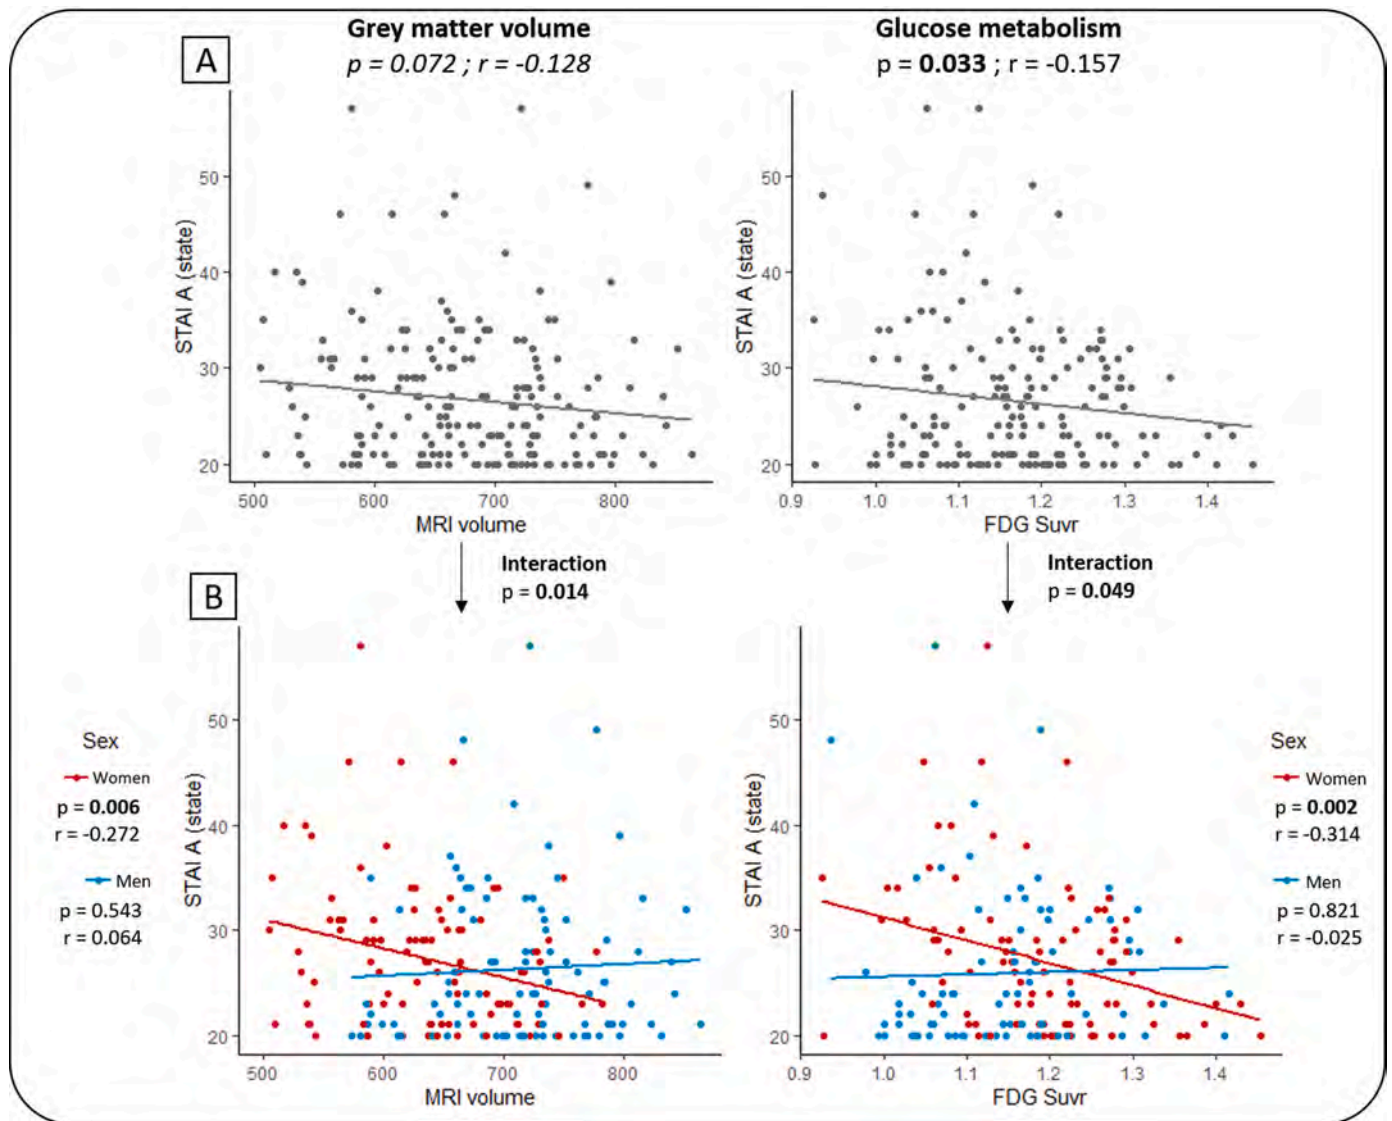 Grey matter volume
p = 0.072 ; r = -0.128
Glucose metabolism
p = 0.033 ; r = -0.157
A
STAI A (state)
50
40
30
20
500 600 700 800
MRI volume
STAI A (state)
50
40
30
20
0.9 1.0 1.1 1.2 1.3 1.4
FDG Suvr
Interaction
p = 0.014
Interaction
p = 0.049
B
Sex
Women
p = 0.006
r = -0.272
Men
p = 0.543
r = 0.064
STAI A (state)
50
40
30
20
500 600 700 800
MRI volume
STAI A (state)
50
40
30
20
0.9 1.0 1.1 1.2 1.3 1.4
FDG Suvr
Sex
Women
p = 0.002
r = -0.314
Men
p = 0.821
r = -0.025